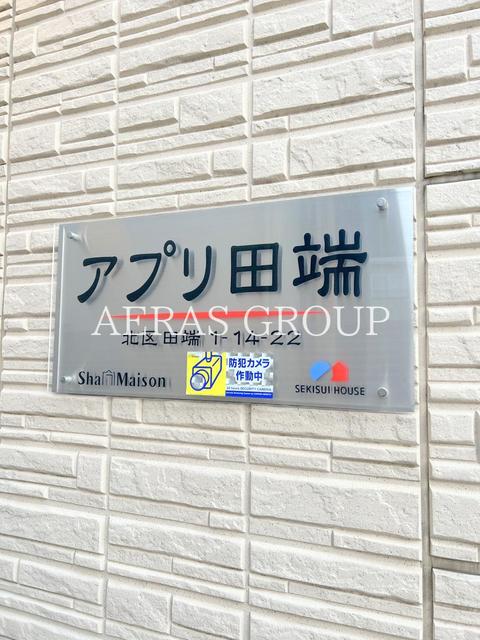 アプリ田端
AERAS GROUP
北区田端 1-14-22
ShaMaison
防犯カメラ
作動中
SEKISUI HOUSE